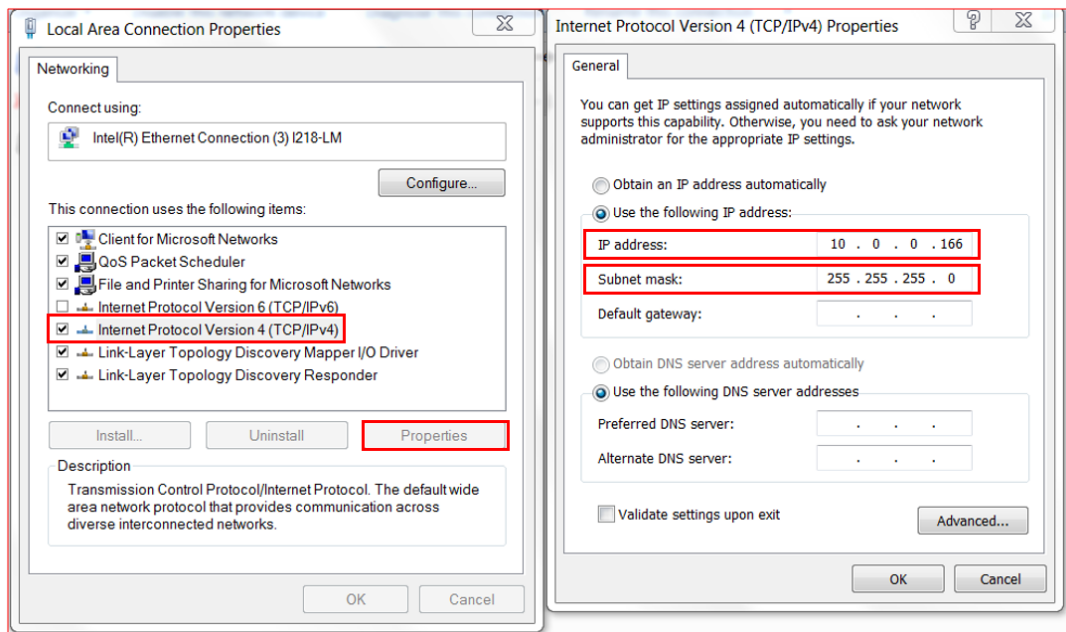 Local Area Connection Properties
Networking
Connect using:
Intel(R) Ethernet Connection (3) I218-LM
Configure...
This connection uses the following items:
Client for Microsoft Networks
QoS Packet Scheduler
File and Printer Sharing for Microsoft Networks
Internet Protocol Version 6 (TCP/IPv6)
Internet Protocol Version 4 (TCP/IPv4)
Link-Layer Topology Discovery Mapper I/O Driver
Link-Layer Topology Discovery Responder
Install... Uninstall Properties
Description
Transmission Control Protocol/Internet Protocol. The default wide
area network protocol that provides communication across
diverse interconnected networks.
OK Cancel
Internet Protocol Version 4 (TCP/IPv4) Properties
General
You can get IP settings assigned automatically if your network
supports this capability. Otherwise, you need to ask your network
administrator for the appropriate IP settings.
Obtain an IP address automatically
Use the following IP address:
IP address: 10 . 0 . 0 . 166
Subnet mask: 255 . 255 . 255 . 0
Default gateway: . . .
Obtain DNS server address automatically
Use the following DNS server addresses
Preferred DNS server: . . .
Alternate DNS server: . . .
Validate settings upon exit
Advanced...
OK Cancel